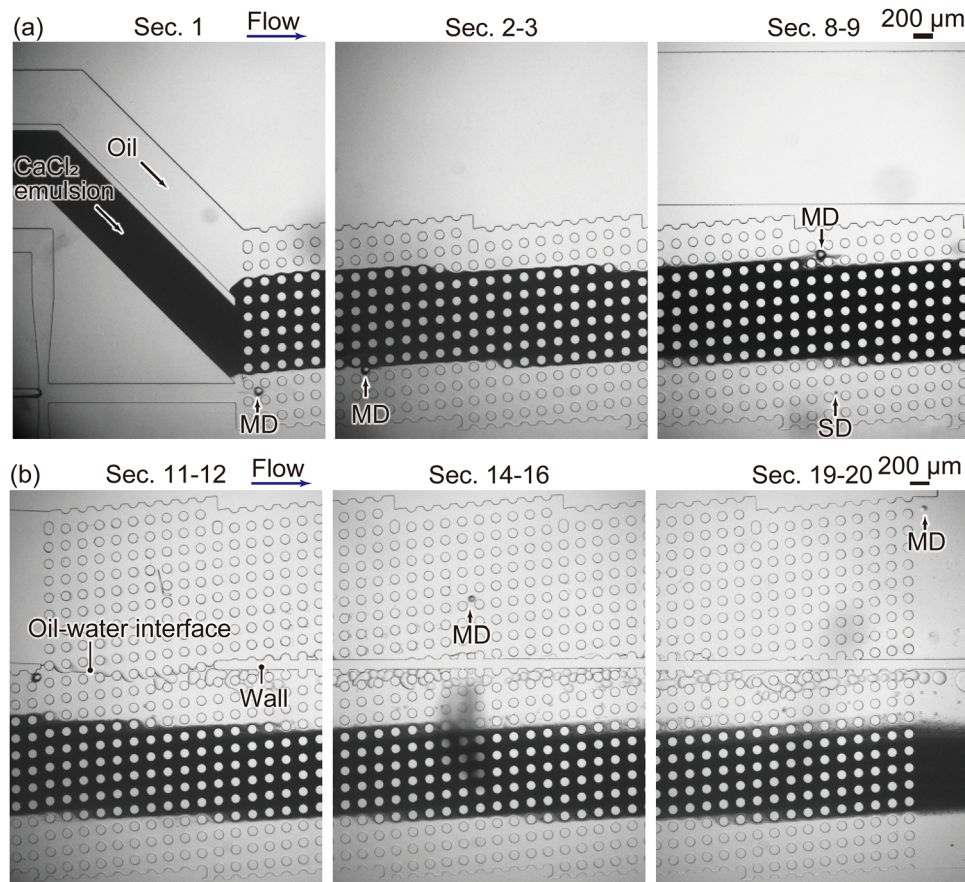 (a)
Sec. 1
Flow
Sec. 2-3
Sec. 8-9
200 µm
Oil
CaCl₂
emulsion
MD
MD
MD
SD
(b)
Sec. 11-12
Flow
Sec. 14-16
Sec. 19-20
200 µm
MD
MD
Oil-water interface
Wall